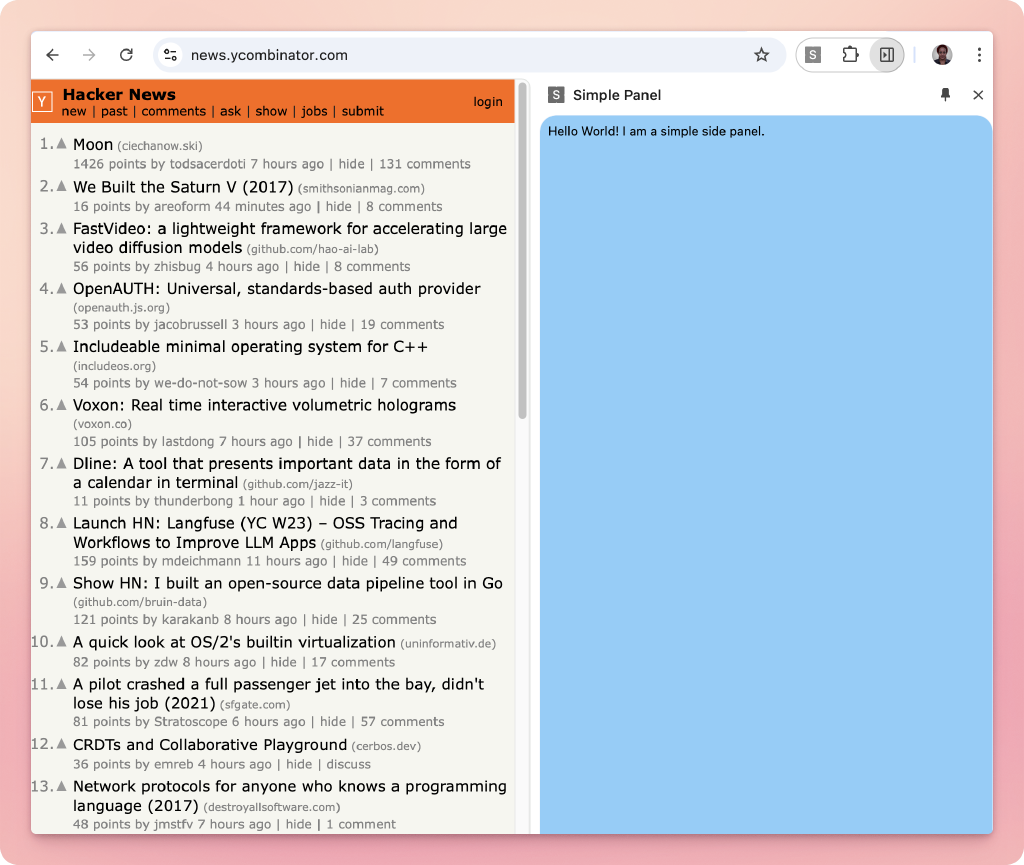 news.ycombinator.com
S
Y
Hacker News
new | past | comments | ask | show | jobs | submit
login
1. Moon (ciechanow.ski)
1426 points by todsacerdoti 7 hours ago | hide | 131 comments
2. We Built the Saturn V (2017) (smithsonianmag.com)
16 points by areoform 44 minutes ago | hide | 8 comments
3. FastVideo: a lightweight framework for accelerating large
video diffusion models (github.com/hao-ai-lab)
56 points by zhisbug 4 hours ago | hide | 8 comments
4. OpenAUTH: Universal, standards-based auth provider
(openauth.js.org)
53 points by jacobrussell 3 hours ago | hide | 19 comments
5. Includeable minimal operating system for C++
(includeos.org)
54 points by we-do-not-sow 3 hours ago | hide | 7 comments
6. Voxon: Real time interactive volumetric holograms
(voxon.co)
105 points by lastdong 7 hours ago | hide | 37 comments
7. Dline: A tool that presents important data in the form of
a calendar in terminal (github.com/jazz-it)
11 points by thunderbong 1 hour ago | hide | 3 comments
8. Launch HN: Langfuse (YC W23) – OSS Tracing and
Workflows to Improve LLM Apps (github.com/langfuse)
159 points by mdeichmann 11 hours ago | hide | 49 comments
9. Show HN: I built an open-source data pipeline tool in Go
(github.com/bruin-data)
121 points by karakanb 8 hours ago | hide | 25 comments
10. A quick look at OS/2's builtin virtualization (uninformativ.de)
82 points by zdw 8 hours ago | hide | 17 comments
11. A pilot crashed a full passenger jet into the bay, didn't
lose his job (2021) (sfgate.com)
81 points by Stratoscope 6 hours ago | hide | 57 comments
12. CRDTs and Collaborative Playground (cerbos.dev)
36 points by emreb 4 hours ago | hide | discuss
13. Network protocols for anyone who knows a programming
language (2017) (destroyallsoftware.com)
48 points by jmstfv 7 hours ago | hide | 1 comment
S Simple Panel
Hello World! I am a simple side panel.